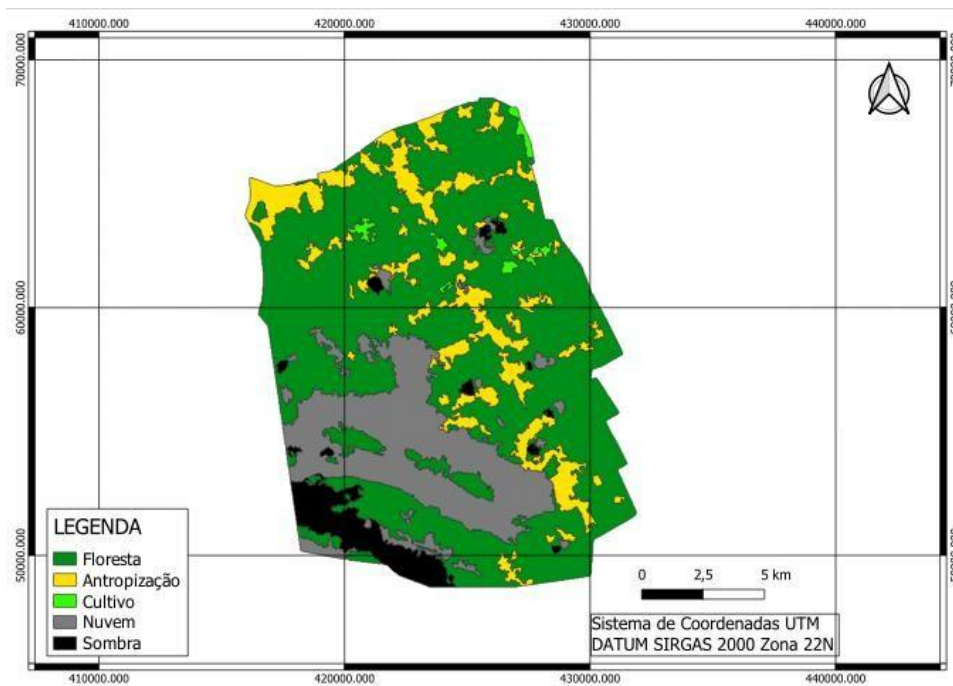 410000.000 420000.000 430000.000 440000.000
70000.000
60000.000
50000.000
LEGENDA
Floresta
Antropização
Cultivo
Nuvem
Sombra
0 2,5 5 km
Sistema de Coordenadas UTM
DATUM SIRGAS 2000 Zona 22N
410000.000 420000.000 430000.000 440000.000